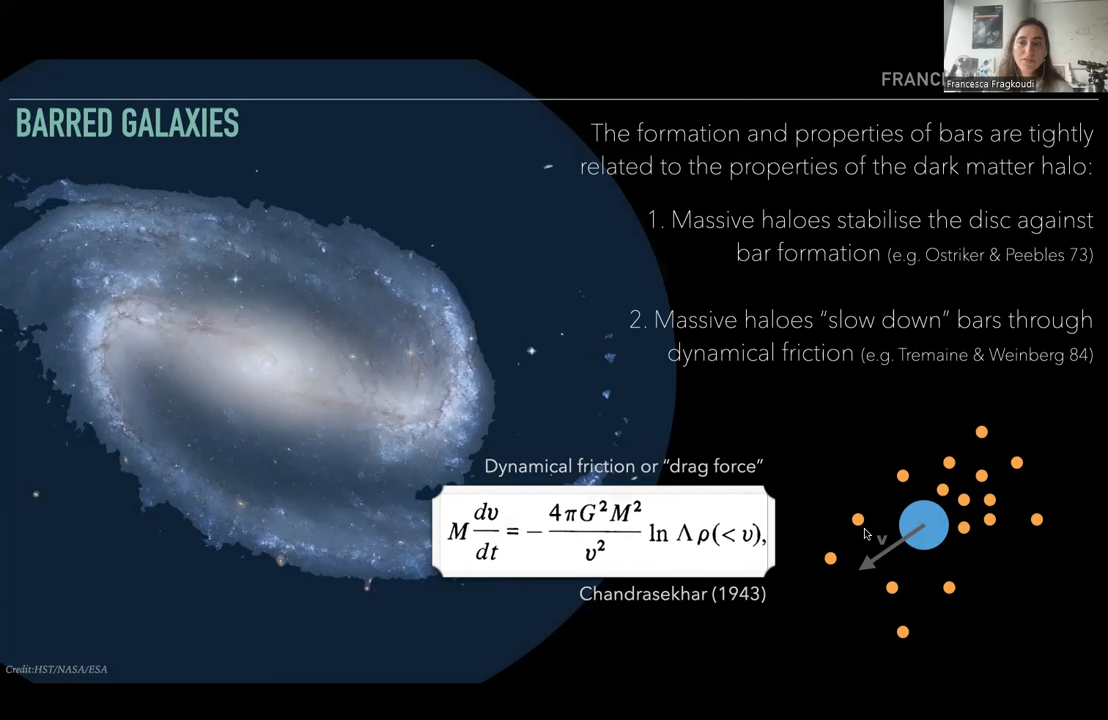 FRANC
Francesca Fragkoudi
BARRED GALAXIES
The formation and properties of bars are tightly
related to the properties of the dark matter halo:
1. Massive haloes stabilise the disc against
bar formation (e.g. Ostriker & Peebles 73)
2. Massive haloes “slow down” bars through
dynamical friction (e.g. Tremaine & Weinberg 84)
Dynamical friction or “drag force”
M dv/dt = − 4πG²M²/v² ln Λ ρ(< v),
Chandrasekhar (1943)
v
Credit:HST/NASA/ESA